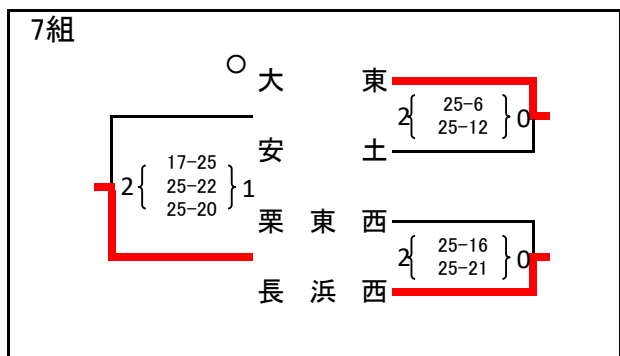 7組
○
大 東
2{ 25-6 }0
25-12
安 土
2{ 17-25 }1
25-22
25-20
栗 東 西
2{ 25-16 }0
25-21
長 浜 西